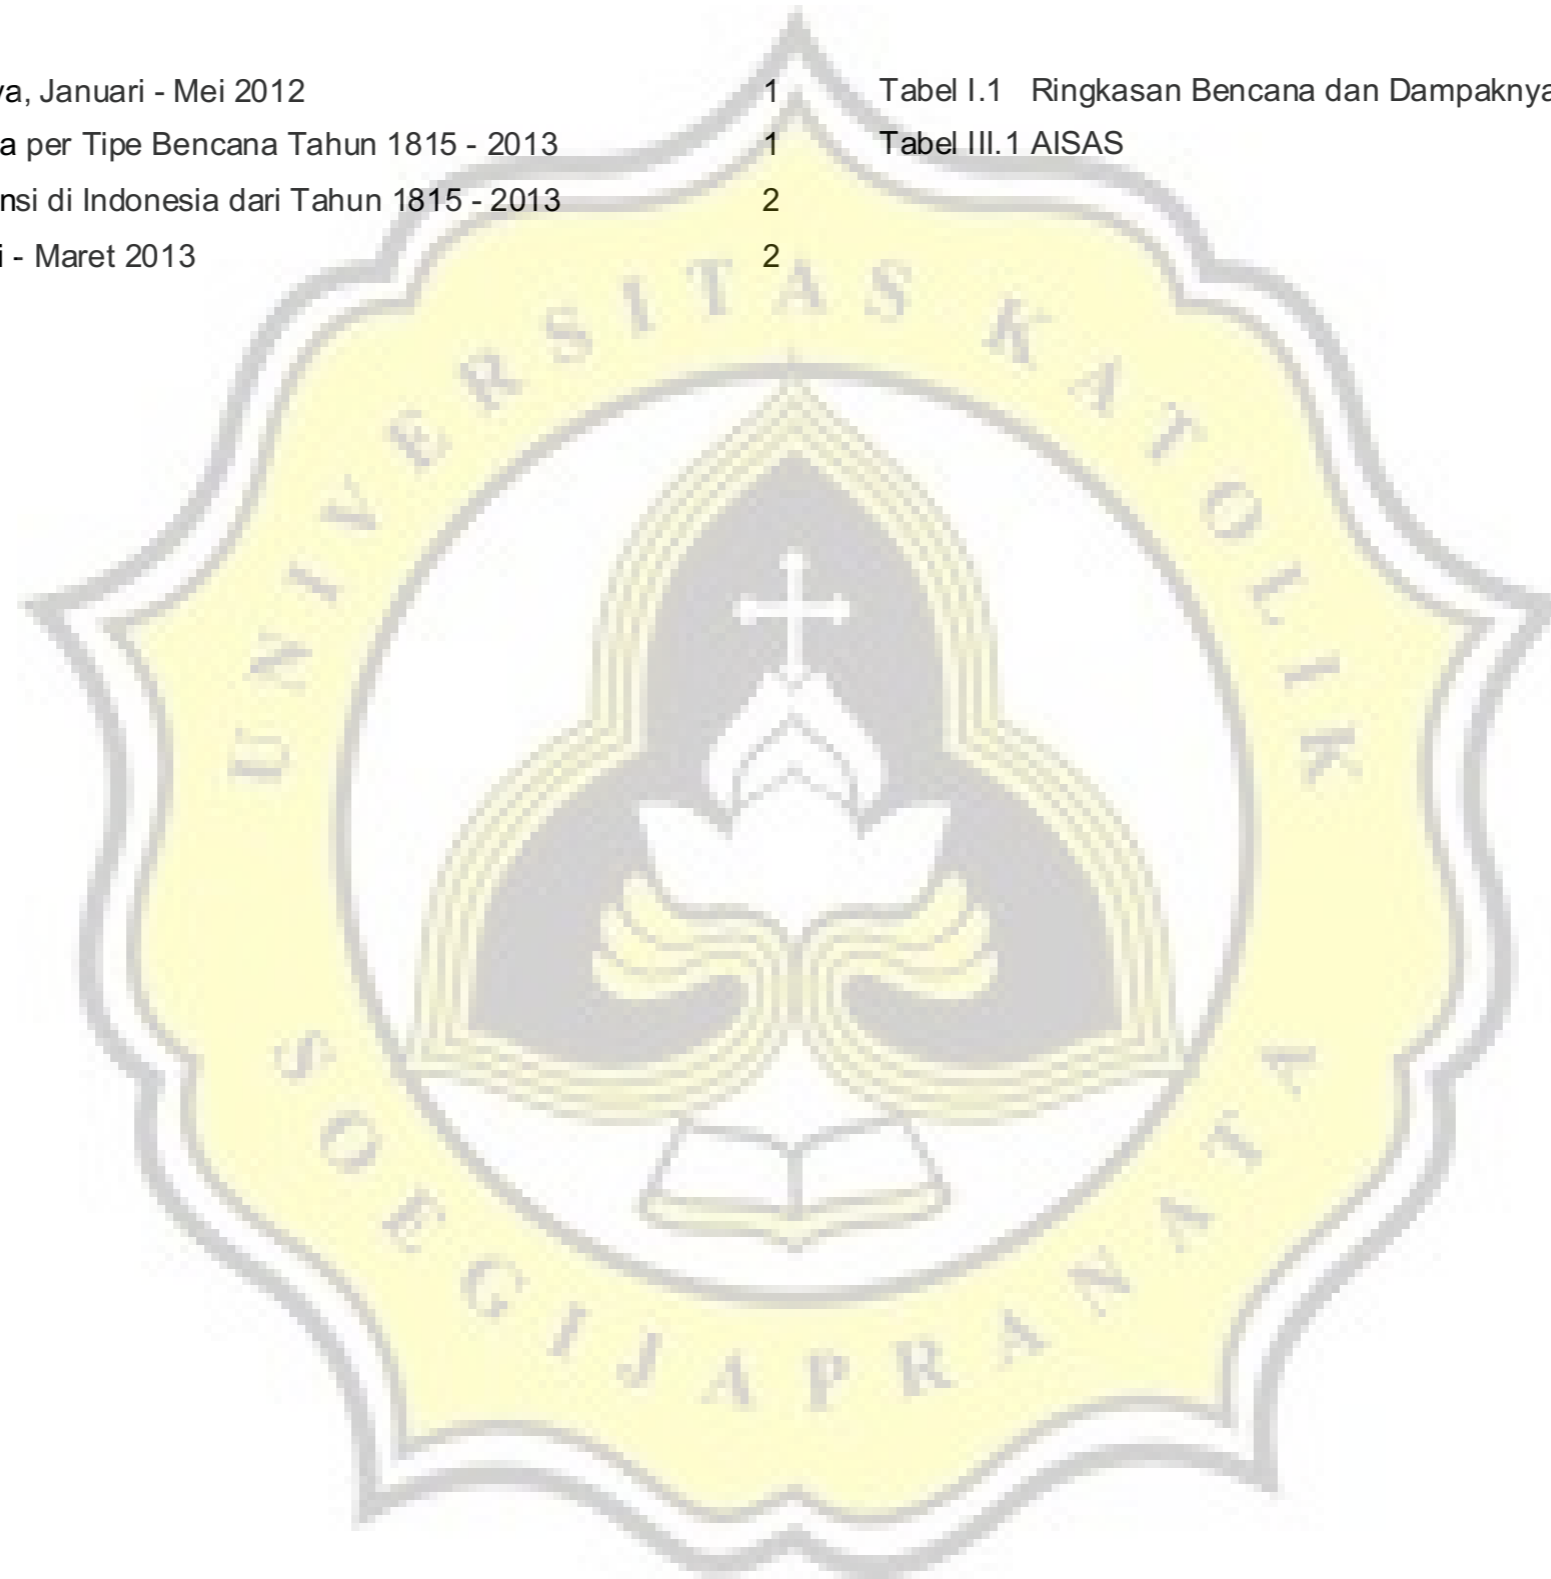 ya, Januari - Mei 2012 1
a per Tipe Bencana Tahun 1815 - 2013 1
nsi di Indonesia dari Tahun 1815 - 2013 2
i - Maret 2013 2
Tabel I.1 Ringkasan Bencana dan Dampaknya
Tabel III.1 AISAS
UNIVERSITAS KATOLIK
SOEGIJAPRANATA